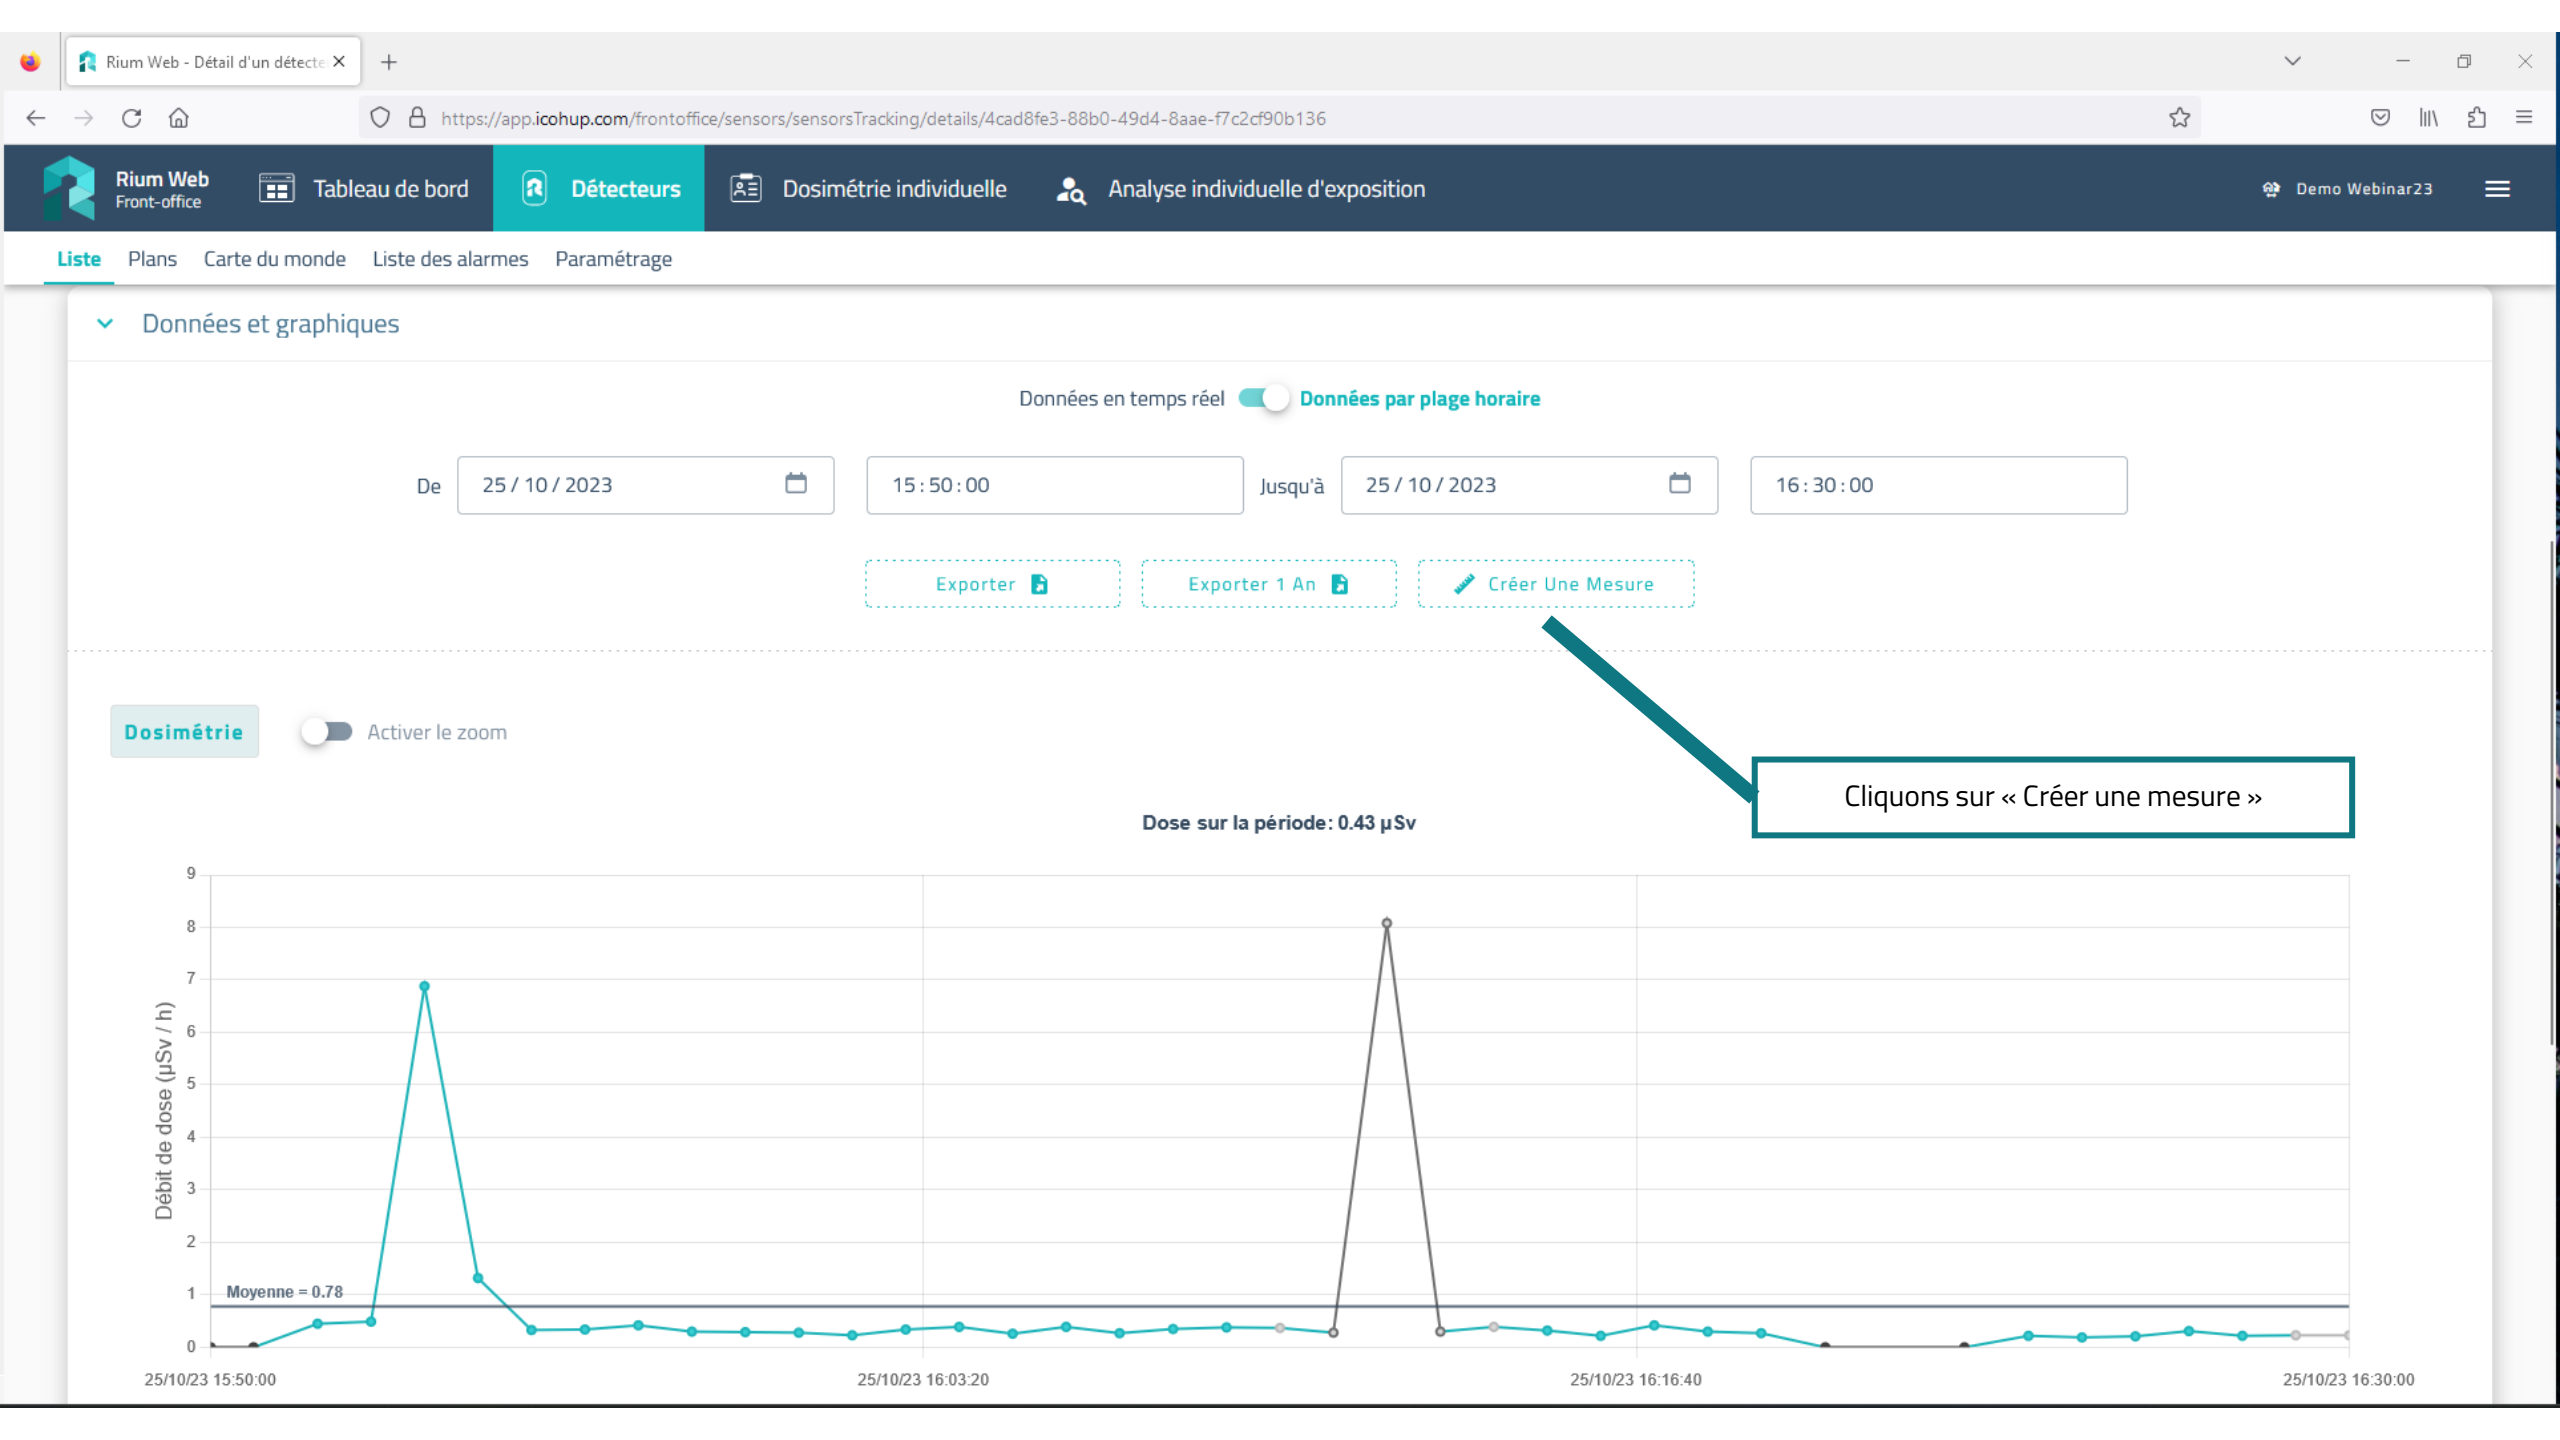 Rium Web - Détail d'un détecte
https://app.icohup.com/frontoffice/sensors/sensorsTracking/details/4cad8fe3-88b0-49d4-8aae-f7c2cf90b136
Rium Web
Front-office
Tableau de bord
Détecteurs
Dosimétrie individuelle
Analyse individuelle d'exposition
Demo Webinar23
Liste Plans Carte du monde Liste des alarmes Paramétrage
Données et graphiques
Données en temps réel Données par plage horaire
De 25 / 10 / 2023 15 : 50 : 00 Jusqu'à 25 / 10 / 2023 16 : 30 : 00
Exporter Exporter 1 An Créer Une Mesure
Dosimétrie Activer le zoom
Cliquons sur « Créer une mesure »
Dose sur la période: 0.43 µSv
Débit de dose (µSv / h)
9
8
7
6
5
4
3
2
1
0
Moyenne = 0.78
25/10/23 15:50:00 25/10/23 16:03:20 25/10/23 16:16:40 25/10/23 16:30:00